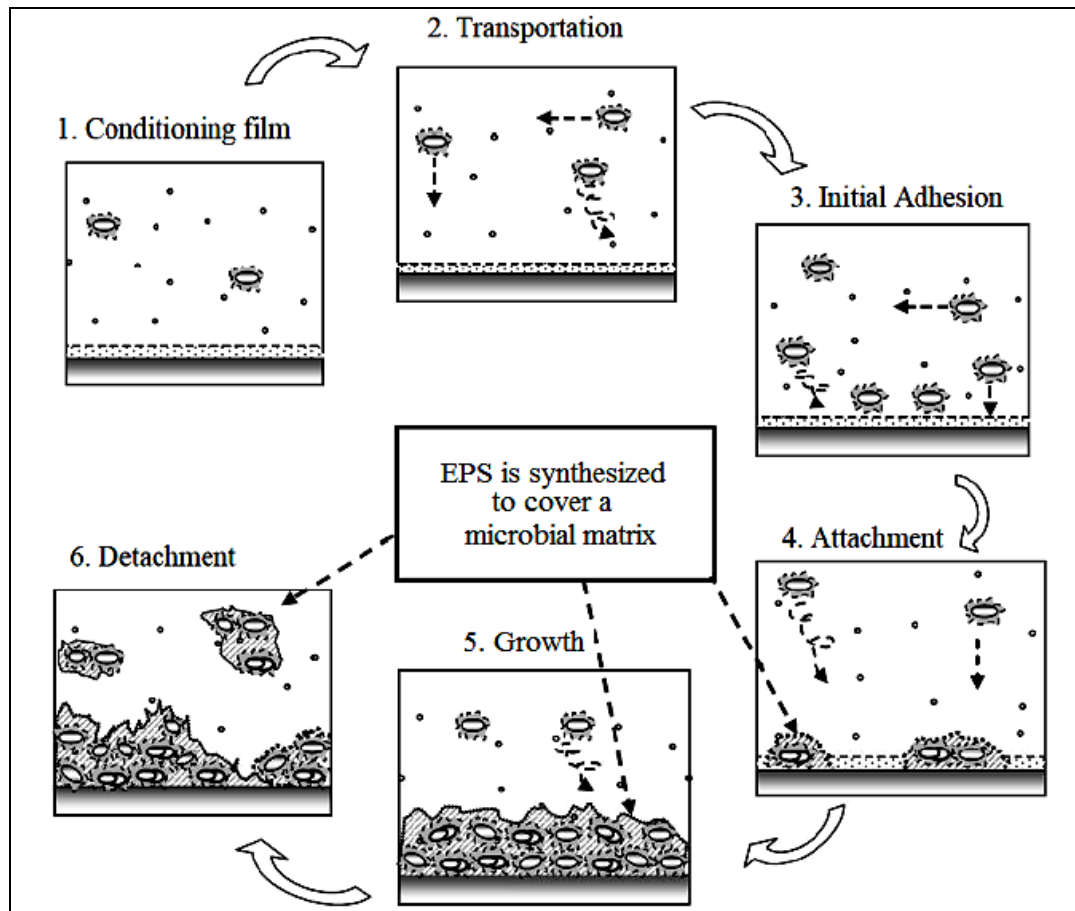 1. Conditioning film
2. Transportation
3. Initial Adhesion
4. Attachment
5. Growth
6. Detachment
EPS is synthesized
to cover a
microbial matrix